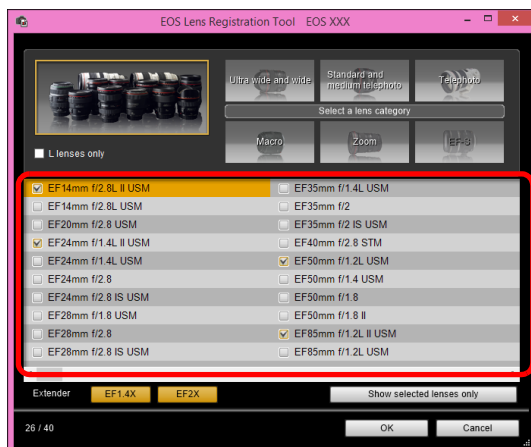 EOS Lens Registration Tool EOS XXX
Ultra wide and wide
Standard and
medium telephoto
Telephoto
Select a lens category
Macro
Zoom
EF-S
L lenses only
EF14mm f/2.8L II USM
EF14mm f/2.8L USM
EF20mm f/2.8 USM
EF24mm f/1.4L II USM
EF24mm f/1.4L USM
EF24mm f/2.8
EF24mm f/2.8 IS USM
EF28mm f/1.8 USM
EF28mm f/2.8
EF28mm f/2.8 IS USM
EF35mm f/1.4L USM
EF35mm f/2
EF35mm f/2 IS USM
EF40mm f/2.8 STM
EF50mm f/1.2L USM
EF50mm f/1.4 USM
EF50mm f/1.8
EF50mm f/1.8 II
EF85mm f/1.2L II USM
EF85mm f/1.2L USM
Extender
EF1.4X
EF2X
Show selected lenses only
26 / 40
OK
Cancel